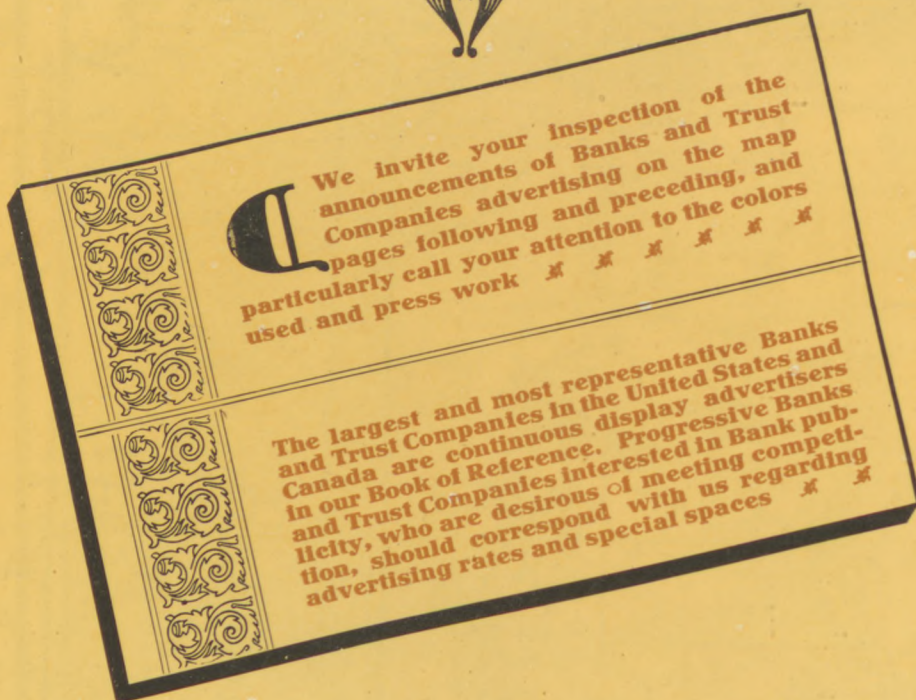 We invite your inspection of the
announcements of Banks and Trust
Companies advertising on the map
pages following and preceding, and
particularly call your attention to the colors
used and press work
The largest and most representative Banks
and Trust Companies in the United States and
Canada are continuous display advertisers
in our Book of Reference. Progressive Banks
and Trust Companies interested in Bank pub-
licity, who are desirous of meeting competi-
tion, should correspond with us regarding
advertising rates and special spaces